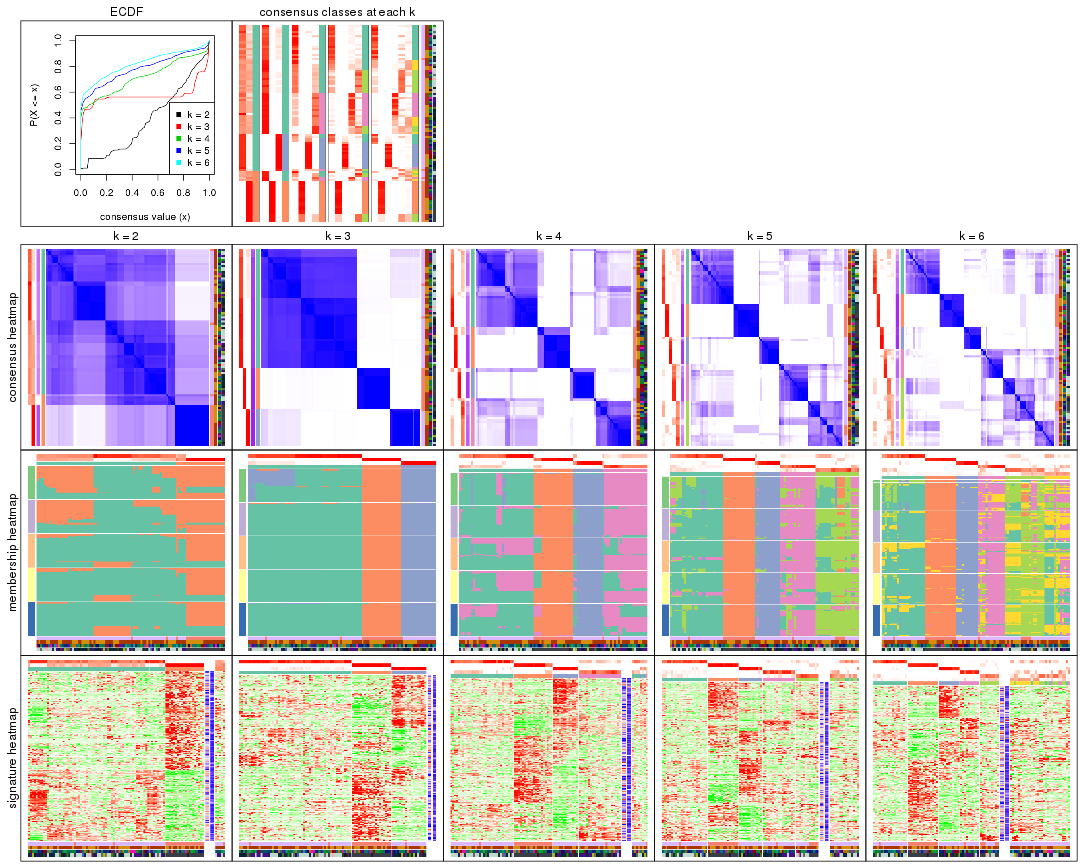 ECDF
consensus classes at each k
P(X <= x)
0.0 0.2 0.4 0.6 0.8 1.0
k = 2
k = 3
k = 4
k = 5
k = 6
0.0 0.2 0.4 0.6 0.8 1.0
consensus value (x)
k = 2
k = 3
k = 4
k = 5
k = 6
consensus heatmap
membership heatmap
signature heatmap